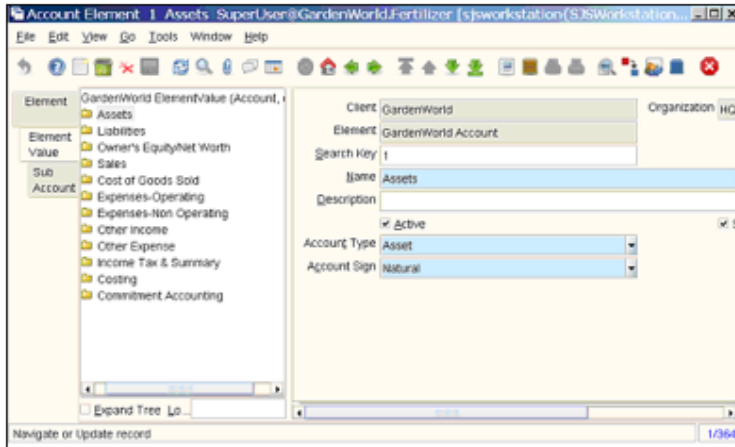 Account Element 1 Assets SuperUser@GardenWorld.Fertilizer [sjsworkstation{SJSWorkstation...
File Edit View Go Tools Window Help
Element
Element Value
Sub Account
GardenWorld ElementValue (Account,
Assets
Liabilities
Owner's Equity/Net Worth
Sales
Cost of Goods Sold
Expenses-Operating
Expenses-Non Operating
Other Income
Other Expense
Income Tax & Summary
Costing
Commitment Accounting
Expand Tree Lo...
Client GardenWorld Organization HQ
Element GardenWorld Account
Search Key 1
Name Assets
Description
Active S
Account Type Asset
Account Sign Natural
Navigate or Update record 1/364